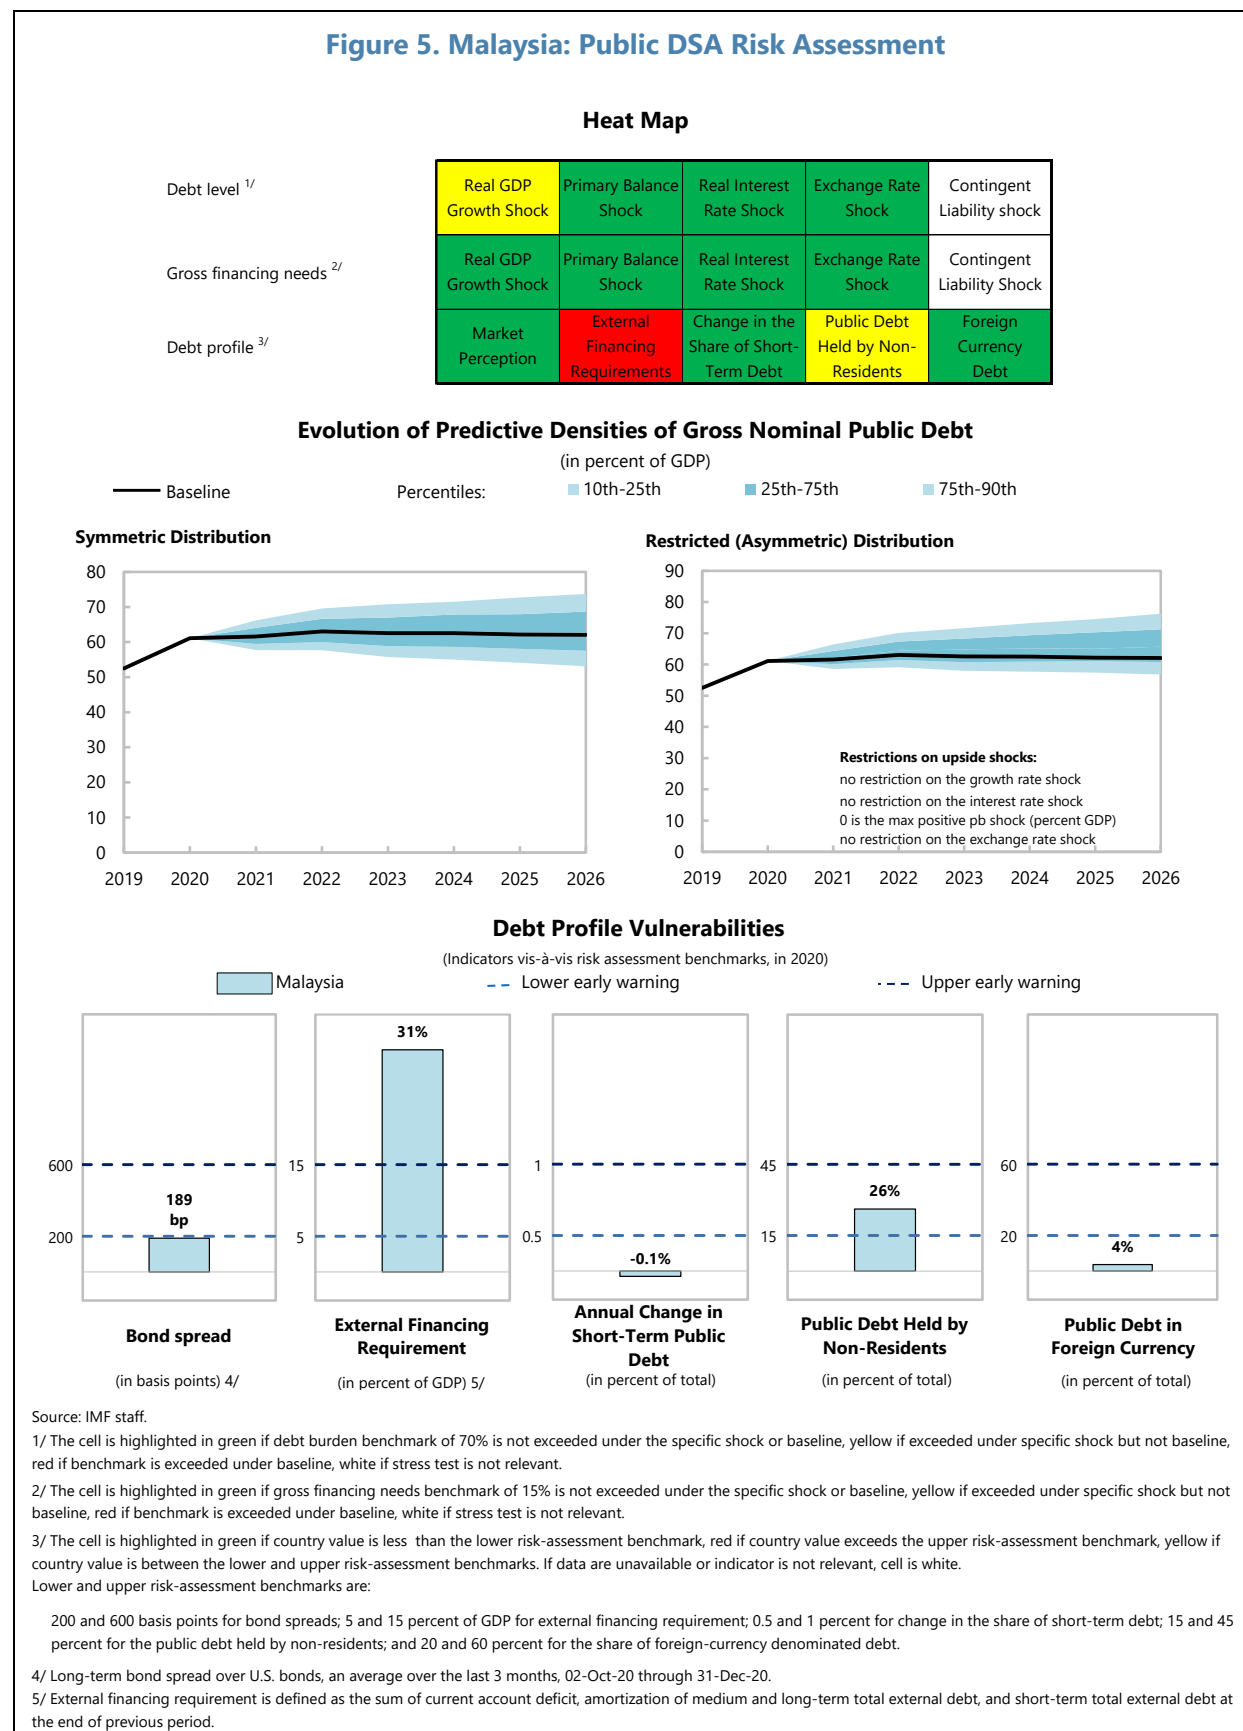 Figure 5. Malaysia: Public DSA Risk Assessment
Heat Map
Debt level 1/
Real GDP Growth Shock
Primary Balance Shock
Real Interest Rate Shock
Exchange Rate Shock
Contingent Liability shock
Gross financing needs 2/
Real GDP Growth Shock
Primary Balance Shock
Real Interest Rate Shock
Exchange Rate Shock
Contingent Liability Shock
Debt profile 3/
Market Perception
External Financing Requirements
Change in the Share of Short-Term Debt
Public Debt Held by Non-Residents
Foreign Currency Debt
Evolution of Predictive Densities of Gross Nominal Public Debt
(in percent of GDP)
Baseline
Percentiles:
10th-25th
25th-75th
75th-90th
Symmetric Distribution
80
70
60
50
40
30
20
10
0
2019 2020 2021 2022 2023 2024 2025 2026
Restricted (Asymmetric) Distribution
90
80
70
60
50
40
30
20
10
0
Restrictions on upside shocks:
no restriction on the growth rate shock
no restriction on the interest rate shock
0 is the max positive pb shock (percent GDP)
no restriction on the exchange rate shock
2019 2020 2021 2022 2023 2024 2025 2026
Debt Profile Vulnerabilities
(Indicators vis-à-vis risk assessment benchmarks, in 2020)
Malaysia
Lower early warning
Upper early warning
600
200
189
bp
Bond spread
(in basis points) 4/
31%
15
5
External Financing
Requirement
(in percent of GDP) 5/
1
0.5
-0.1%
Annual Change in
Short-Term Public
Debt
(in percent of total)
45
15
26%
Public Debt Held by
Non-Residents
(in percent of total)
60
20
4%
Public Debt in
Foreign Currency
(in percent of total)
Source: IMF staff.
1/ The cell is highlighted in green if debt burden benchmark of 70% is not exceeded under the specific shock or baseline, yellow if exceeded under specific shock but not baseline,
red if benchmark is exceeded under baseline, white if stress test is not relevant.
2/ The cell is highlighted in green if gross financing needs benchmark of 15% is not exceeded under the specific shock or baseline, yellow if exceeded under specific shock but not
baseline, red if benchmark is exceeded under baseline, white if stress test is not relevant.
3/ The cell is highlighted in green if country value is less than the lower risk-assessment benchmark, red if country value exceeds the upper risk-assessment benchmark, yellow if
country value is between the lower and upper risk-assessment benchmarks. If data are unavailable or indicator is not relevant, cell is white.
Lower and upper risk-assessment benchmarks are:
200 and 600 basis points for bond spreads; 5 and 15 percent of GDP for external financing requirement; 0.5 and 1 percent for change in the share of short-term debt; 15 and 45
percent for the public debt held by non-residents; and 20 and 60 percent for the share of foreign-currency denominated debt.
4/ Long-term bond spread over U.S. bonds, an average over the last 3 months, 02-Oct-20 through 31-Dec-20.
5/ External financing requirement is defined as the sum of current account deficit, amortization of medium and long-term total external debt, and short-term total external debt at
the end of previous period.